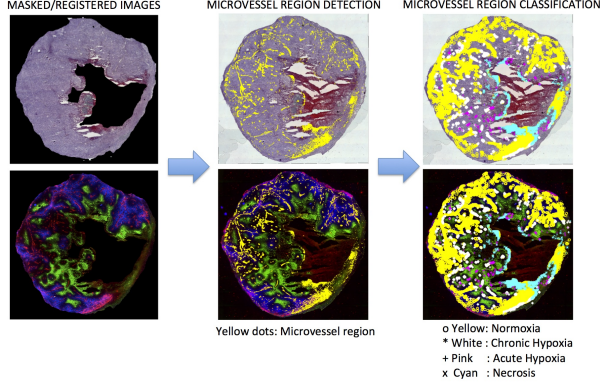 MASKED/REGISTERED IMAGES
MICROVESSEL REGION DETECTION
MICROVESSEL REGION CLASSIFICATION
Yellow dots: Microvessel region
o Yellow: Normoxia
* White : Chronic Hypoxia
+ Pink : Acute Hypoxia
x Cyan : Necrosis